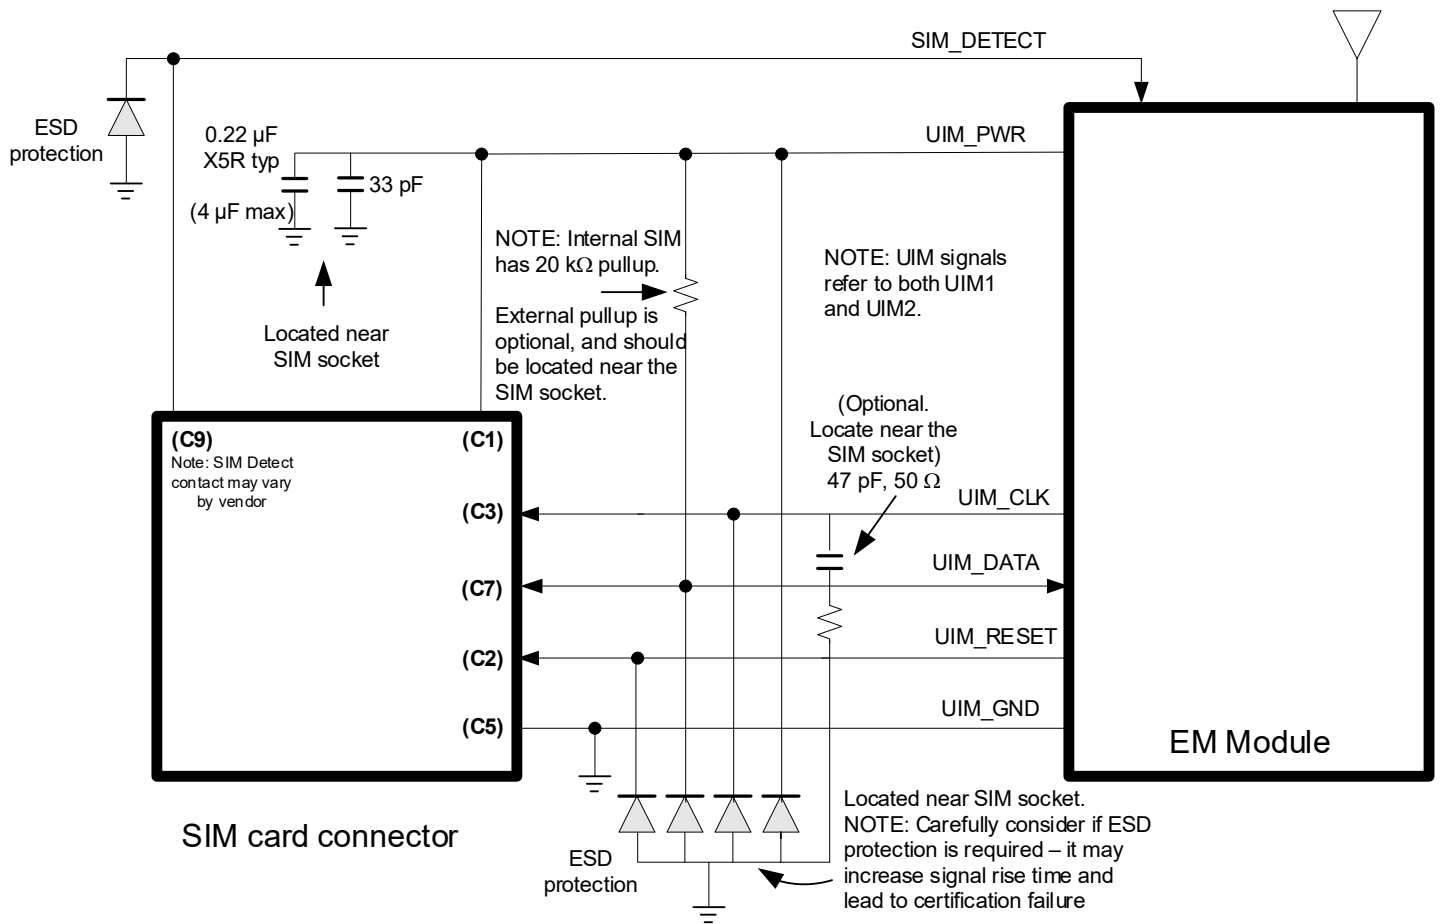 SIM_DETECT
ESD
protection
0.22 µF
X5R typ
33 pF
(4 µF max)
UIM_PWR
NOTE: Internal SIM
has 20 kΩ pullup.
External pullup is
optional, and should
be located near the
SIM socket.
NOTE: UIM signals
refer to both UIM1
and UIM2.
Located near
SIM socket
(Optional.
Locate near the
SIM socket)
47 pF, 50 Ω
(C9)
Note: SIM Detect
contact may vary
by vendor
(C1)
(C3)
UIM_CLK
(C7)
UIM_DATA
(C2)
UIM_RESET
(C5)
UIM_GND
EM Module
SIM card connector
ESD
protection
Located near SIM socket.
NOTE: Carefully consider if ESD
protection is required – it may
increase signal rise time and
lead to certification failure